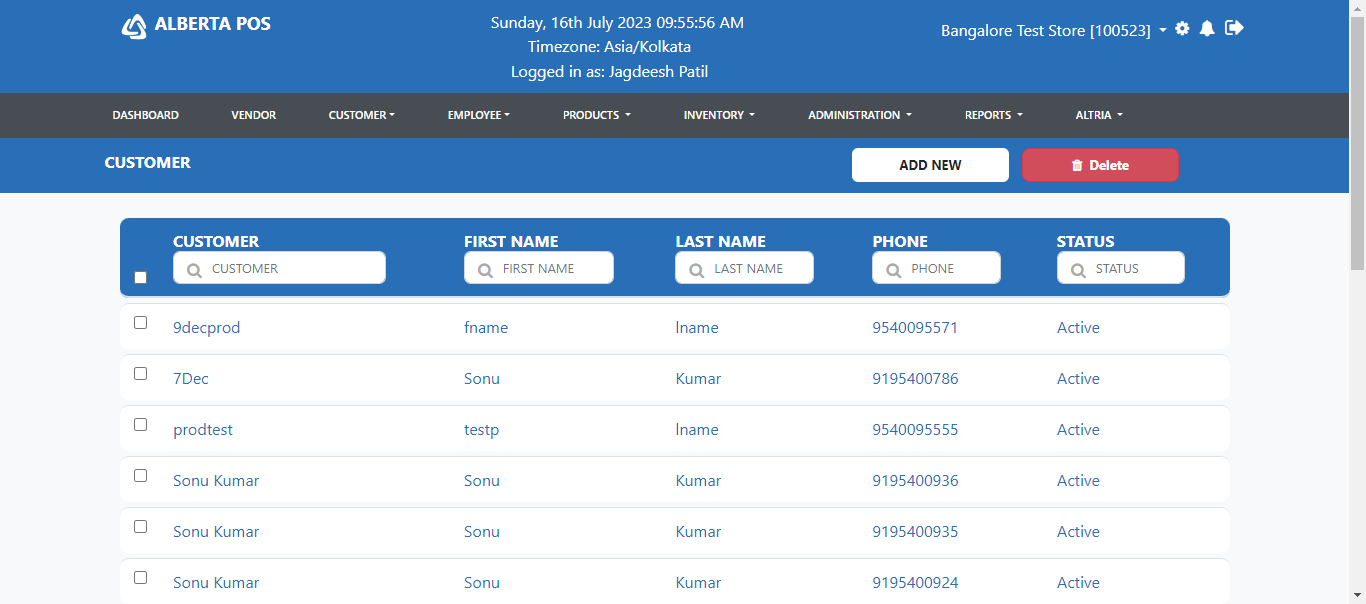 ALBERTA POS
Sunday, 16th July 2023 09:55:56 AM
Timezone: Asia/Kolkata
Logged in as: Jagdeesh Patil
Bangalore Test Store [100523]
DASHBOARD VENDOR CUSTOMER EMPLOYEE PRODUCTS INVENTORY ADMINISTRATION REPORTS ALTRIA
CUSTOMER ADD NEW Delete
CUSTOMER FIRST NAME LAST NAME PHONE STATUS
CUSTOMER FIRST NAME LAST NAME PHONE STATUS
9decprod fname lname 9540095571 Active
7Dec Sonu Kumar 9195400786 Active
prodtest testp lname 9540095555 Active
Sonu Kumar Sonu Kumar 9195400936 Active
Sonu Kumar Sonu Kumar 9195400935 Active
Sonu Kumar Sonu Kumar 9195400924 Active